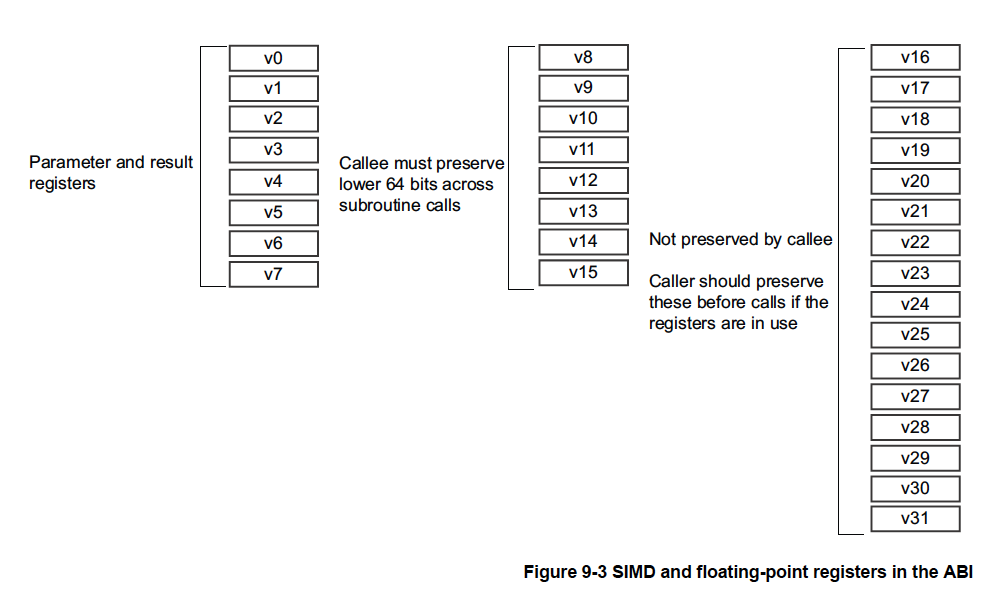 v0
v1
v2
v3
v4
v5
v6
v7
Parameter and result
registers
v8
v9
v10
v11
v12
v13
v14
v15
Callee must preserve
lower 64 bits across
subroutine calls
v16
v17
v18
v19
v20
v21
v22
v23
v24
v25
v26
v27
v28
v29
v30
v31
Not preserved by callee
Caller should preserve
these before calls if the
registers are in use
Figure 9-3 SIMD and floating-point registers in the ABI